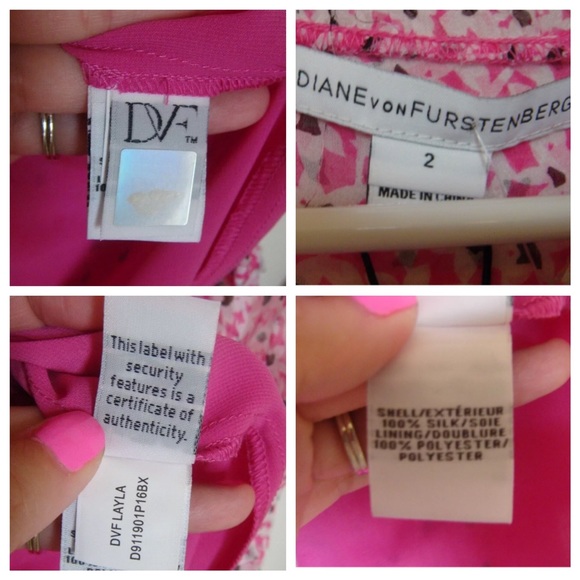 DVF
TM
DIANE VON FURSTENBERG
2
MADE IN CHINA
This label with
security
features is a
certificate of
authenticity.
DVF LAYLA
D911901P16BX
SHELL/EXTÉRIEUR
100% SILK/SOIE
LINING/DOUBLURE
100% POLYESTER/
POLYESTER